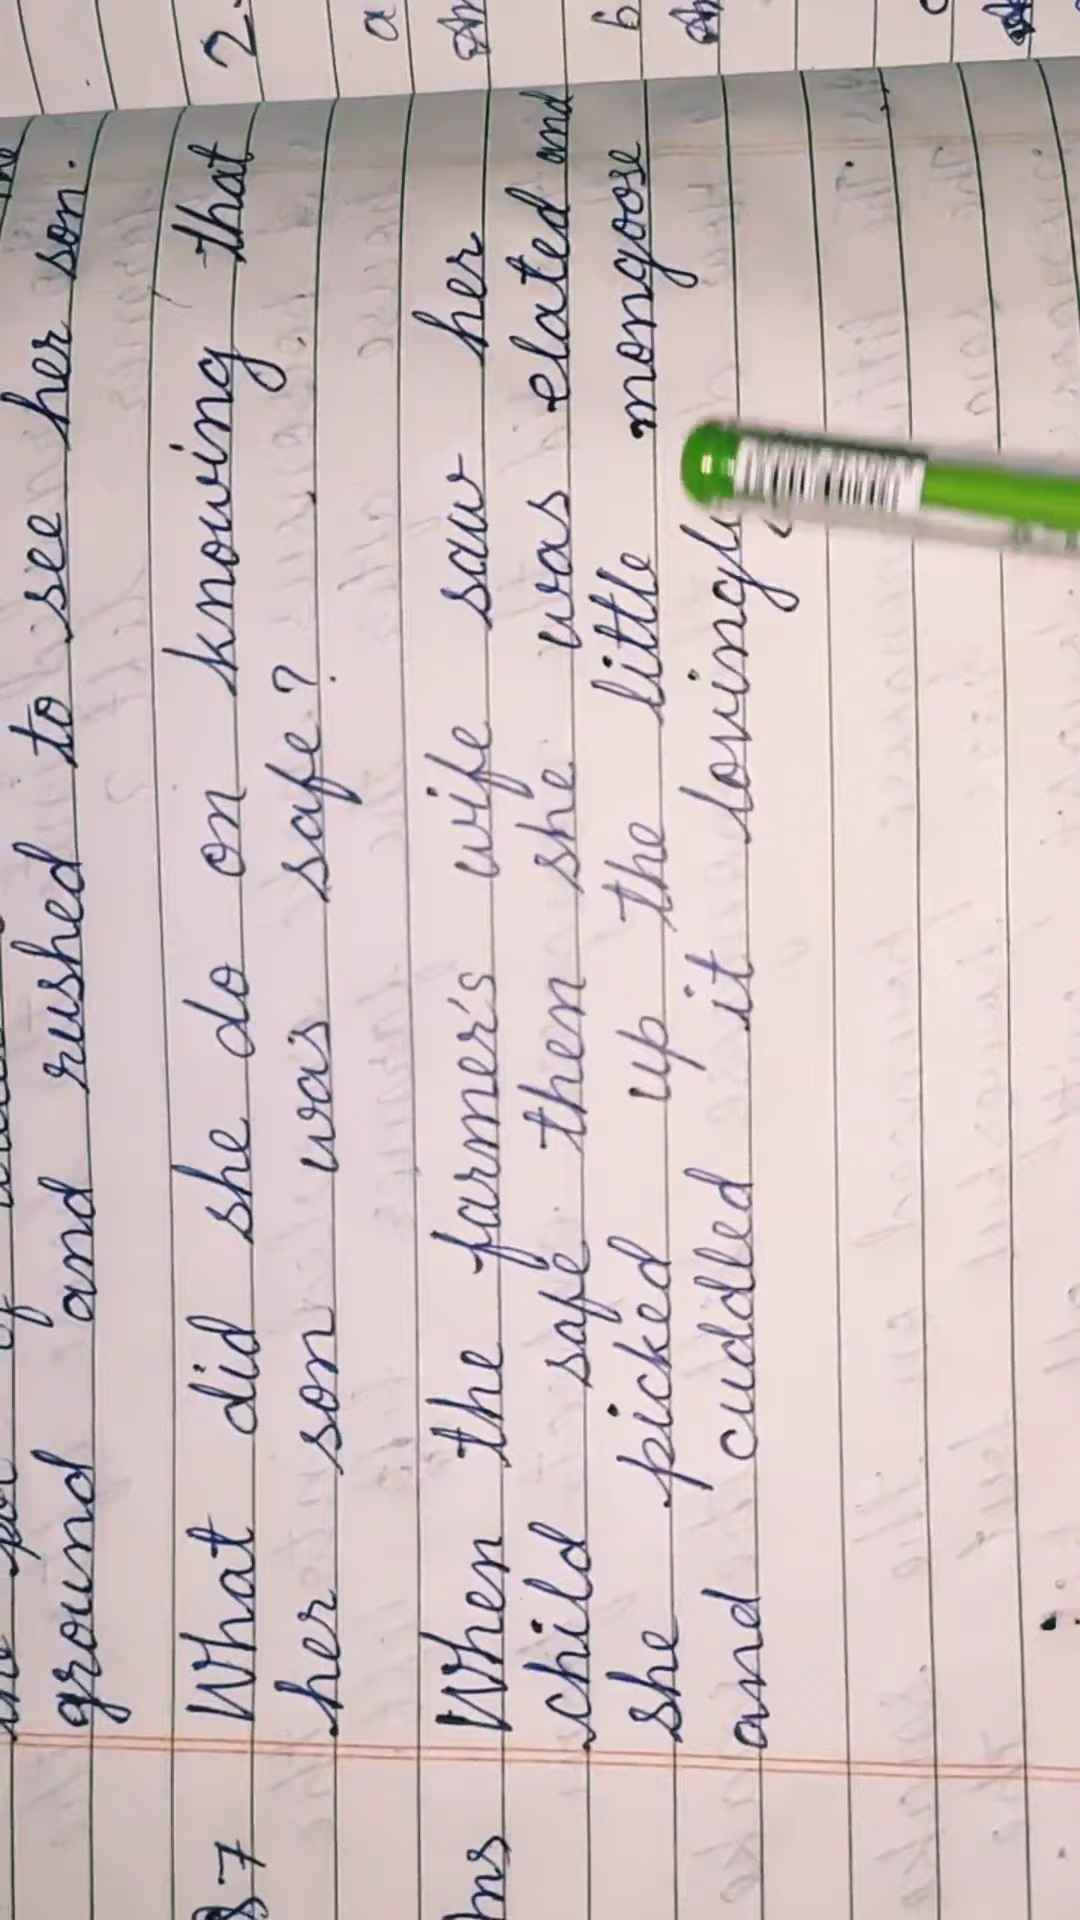 ground and rushed to see her son.
7 What did she do on knowing that
her son was safe?
Ans When the farmer's wife saw her
child safe then she was elated and
she picked up the little mongoose
and cuddled it lovingly
2.
a
b
c